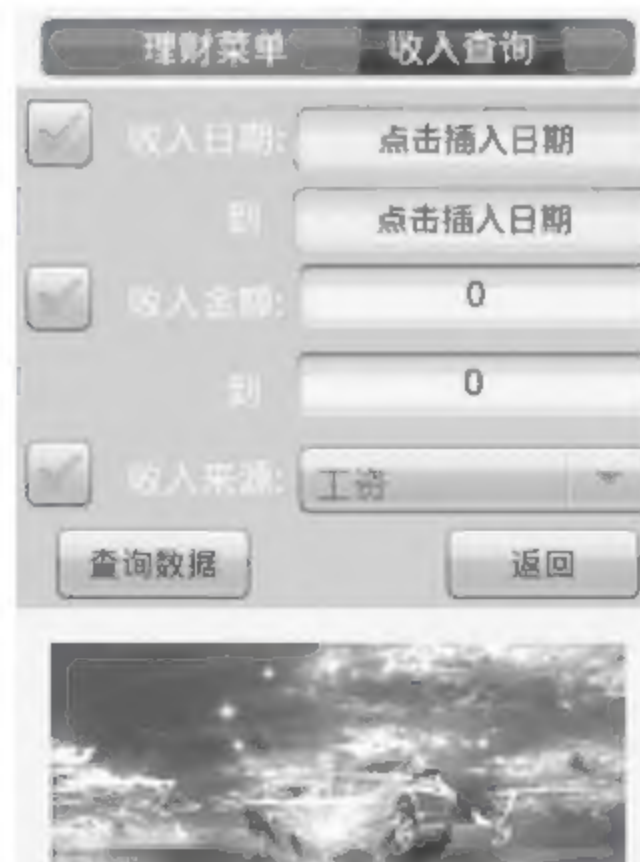 理财菜单 收入查询
收入日期: 点击插入日期
到 点击插入日期
收入金额: 0
到 0
收入来源: 工资
查询数据 返回